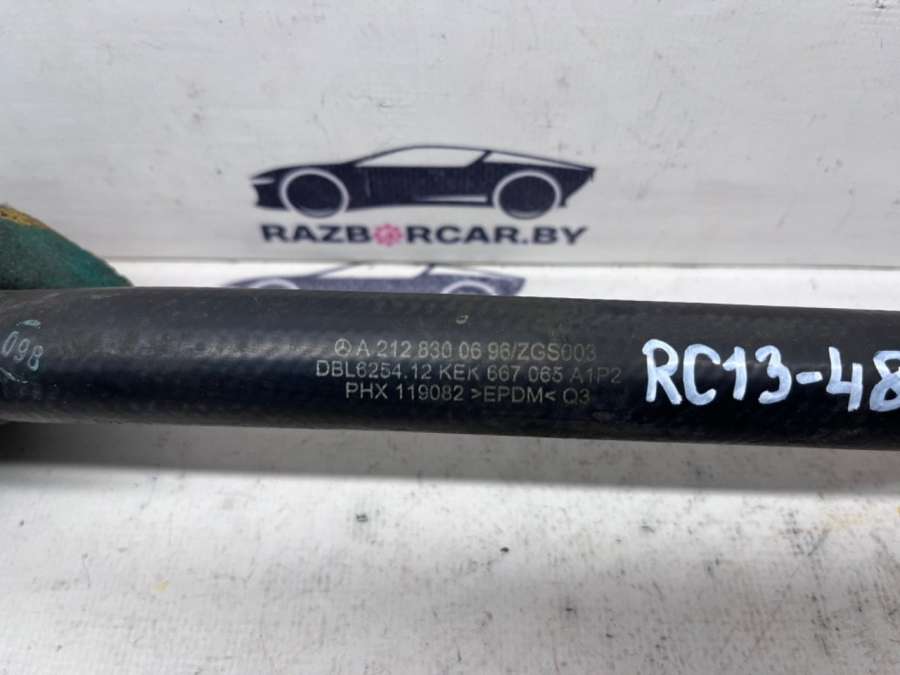 RAZBORCAR.BY
098
A 212 830 06 96/ZGS003
DBL6254.12 KEK 667 065 A1P2
PHX 119082 >EPDM< Q3
RC13-48